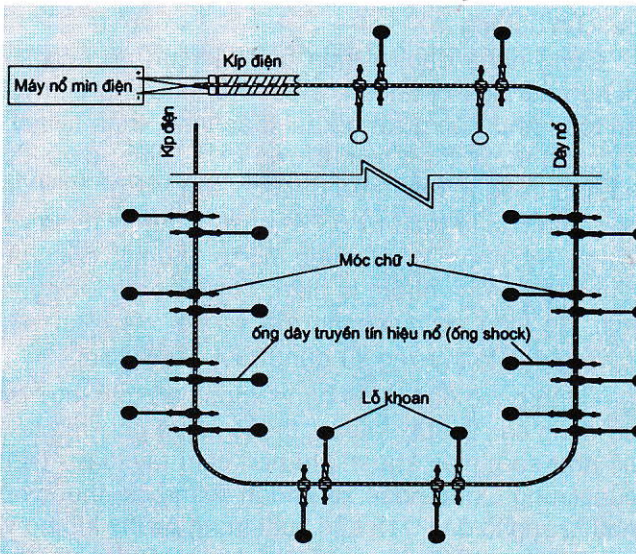 Kíp điện
Máy nổ mìn điện
Kíp điện
Dây nổ
Móc chữ J
ống dây truyền tín hiệu nổ (ống shock)
Lỗ khoan